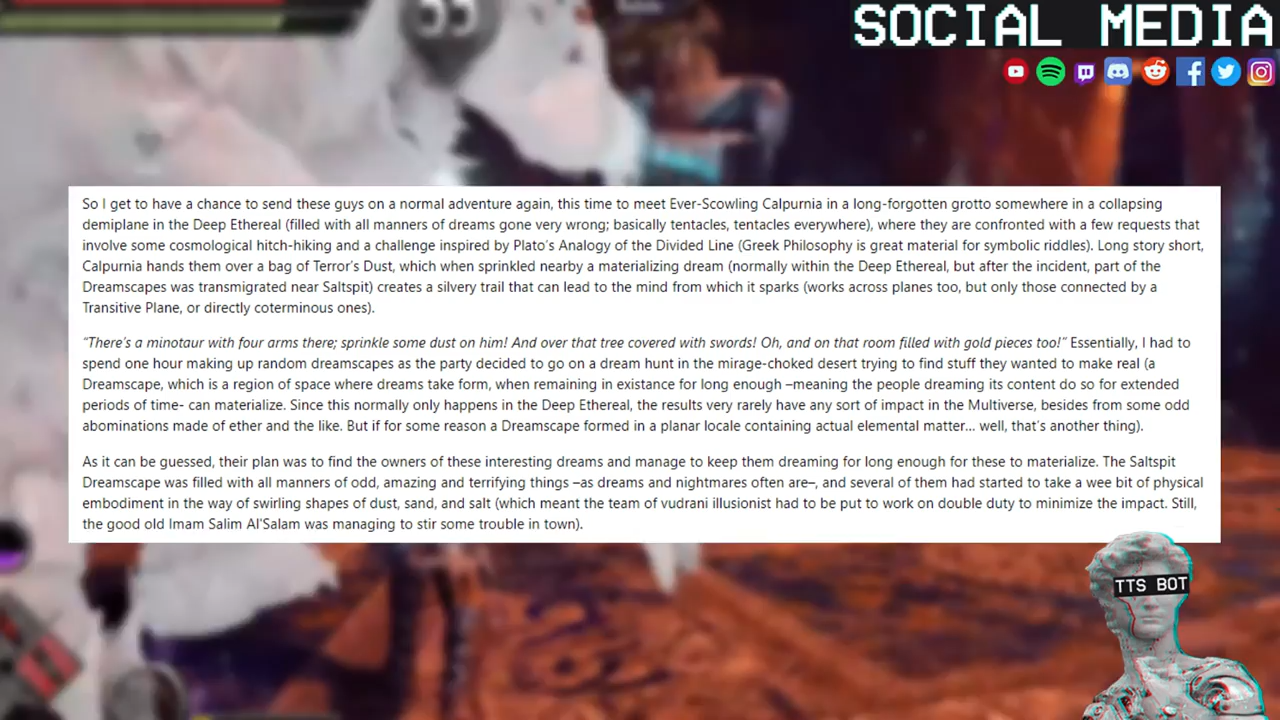 SOCIAL MEDIA
So I get to have a chance to send these guys on a normal adventure again, this time to meet Ever-Scowling Calpurnia in a long-forgotten grotto somewhere in a collapsing
demiplane in the Deep Ethereal (filled with all manners of dreams gone very wrong; basically tentacles, tentacles everywhere), where they are confronted with a few requests that
involve some cosmological hitch-hiking and a challenge inspired by Plato's Analogy of the Divided Line (Greek Philosophy is great material for symbolic riddles). Long story short,
Calpurnia hands them over a bag of Terror's Dust, which when sprinkled nearby a materializing dream (normally within the Deep Ethereal, but after the incident, part of the
Dreamscapes was transmigrated near Saltspit) creates a silvery trail that can lead to the mind from which it sparks (works across planes too, but only those connected by a
Transitive Plane, or directly coterminous ones).
“There's a minotaur with four arms there; sprinkle some dust on him! And over that tree covered with swords! Oh, and on that room filled with gold pieces too!” Essentially, I had to
spend one hour making up random dreamscapes as the party decided to go on a dream hunt in the mirage-choked desert trying to find stuff they wanted to make real (a
Dreamscape, which is a region of space where dreams take form, when remaining in existance for long enough –meaning the people dreaming its content do so for extended
periods of time- can materialize. Since this normally only happens in the Deep Ethereal, the results very rarely have any sort of impact in the Multiverse, besides from some odd
abominations made of ether and the like. But if for some reason a Dreamscape formed in a planar locale containing actual elemental matter... well, that's another thing).
As it can be guessed, their plan was to find the owners of these interesting dreams and manage to keep them dreaming for long enough for these to materialize. The Saltspit
Dreamscape was filled with all manners of odd, amazing and terrifying things –as dreams and nightmares often are–, and several of them had started to take a wee bit of physical
embodiment in the way of swirling shapes of dust, sand, and salt (which meant the team of vudrani illusionist had to be put to work on double duty to minimize the impact. Still,
the good old Imam Salim Al'Salam was managing to stir some trouble in town).
TTS BOT